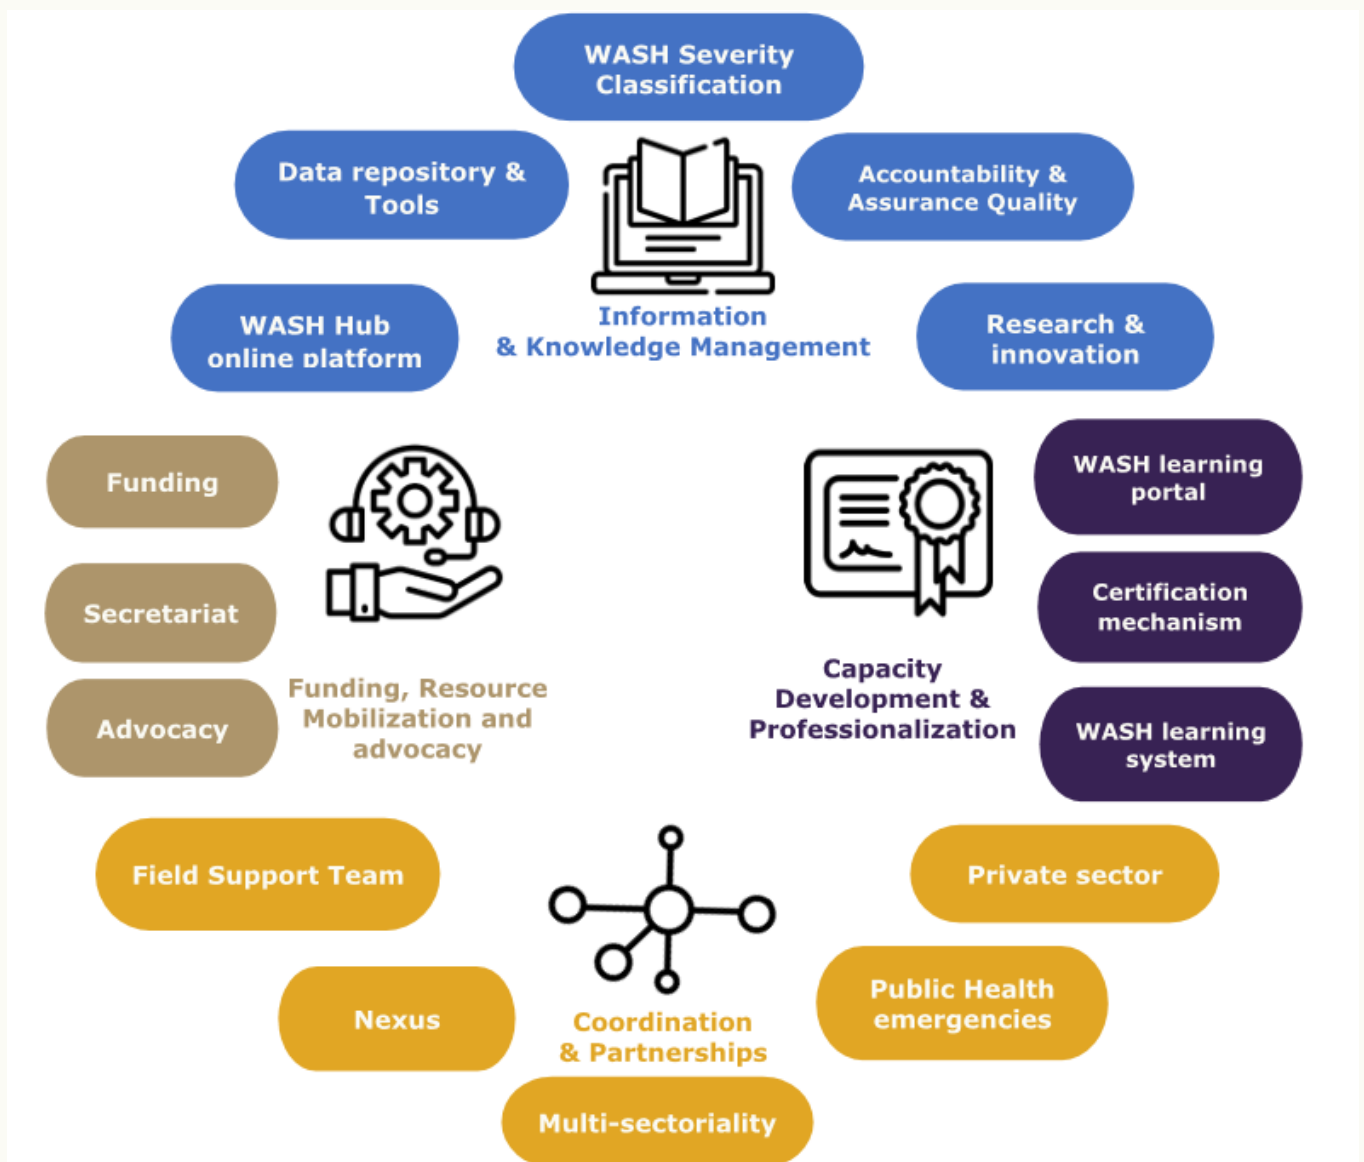 WASH Severity
Classification
Data repository &
Tools
Accountability &
Assurance Quality
WASH Hub
online platform
Information
& Knowledge Management
Research &
innovation
Funding
Secretariat
Advocacy
Funding, Resource
Mobilization and
advocacy
Capacity
Development &
Professionalization
WASH learning
portal
Certification
mechanism
WASH learning
system
Field Support Team
Nexus
Coordination
& Partnerships
Multi-sectoriality
Private sector
Public Health
emergencies